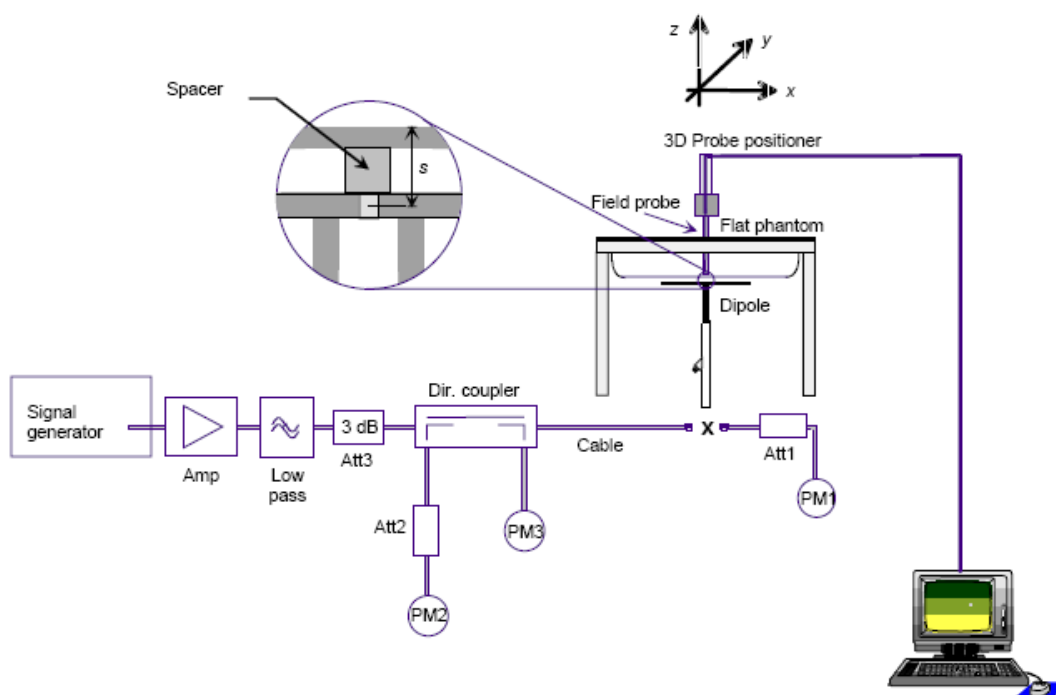 z
y
x
Spacer
s
3D Probe positioner
Field probe
Flat phantom
Dipole
Signal
generator
Amp
Low
pass
3 dB
Att3
Dir. coupler
Cable
X
Att1
PM1
Att2
PM3
PM2